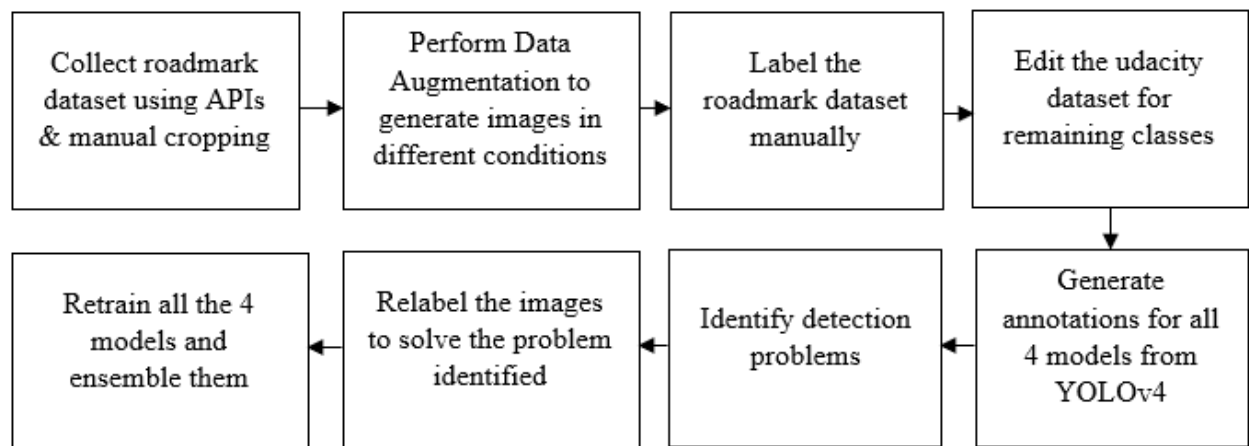 Collect roadmark
dataset using APIs
& manual cropping
Perform Data
Augmentation to
generate images in
different conditions
Label the
roadmark dataset
manually
Edit the udacity
dataset for
remaining classes
Generate
annotations for all
4 models from
YOLOv4
Identify detection
problems
Relabel the images
to solve the problem
identified
Retrain all the 4
models and
ensemble them